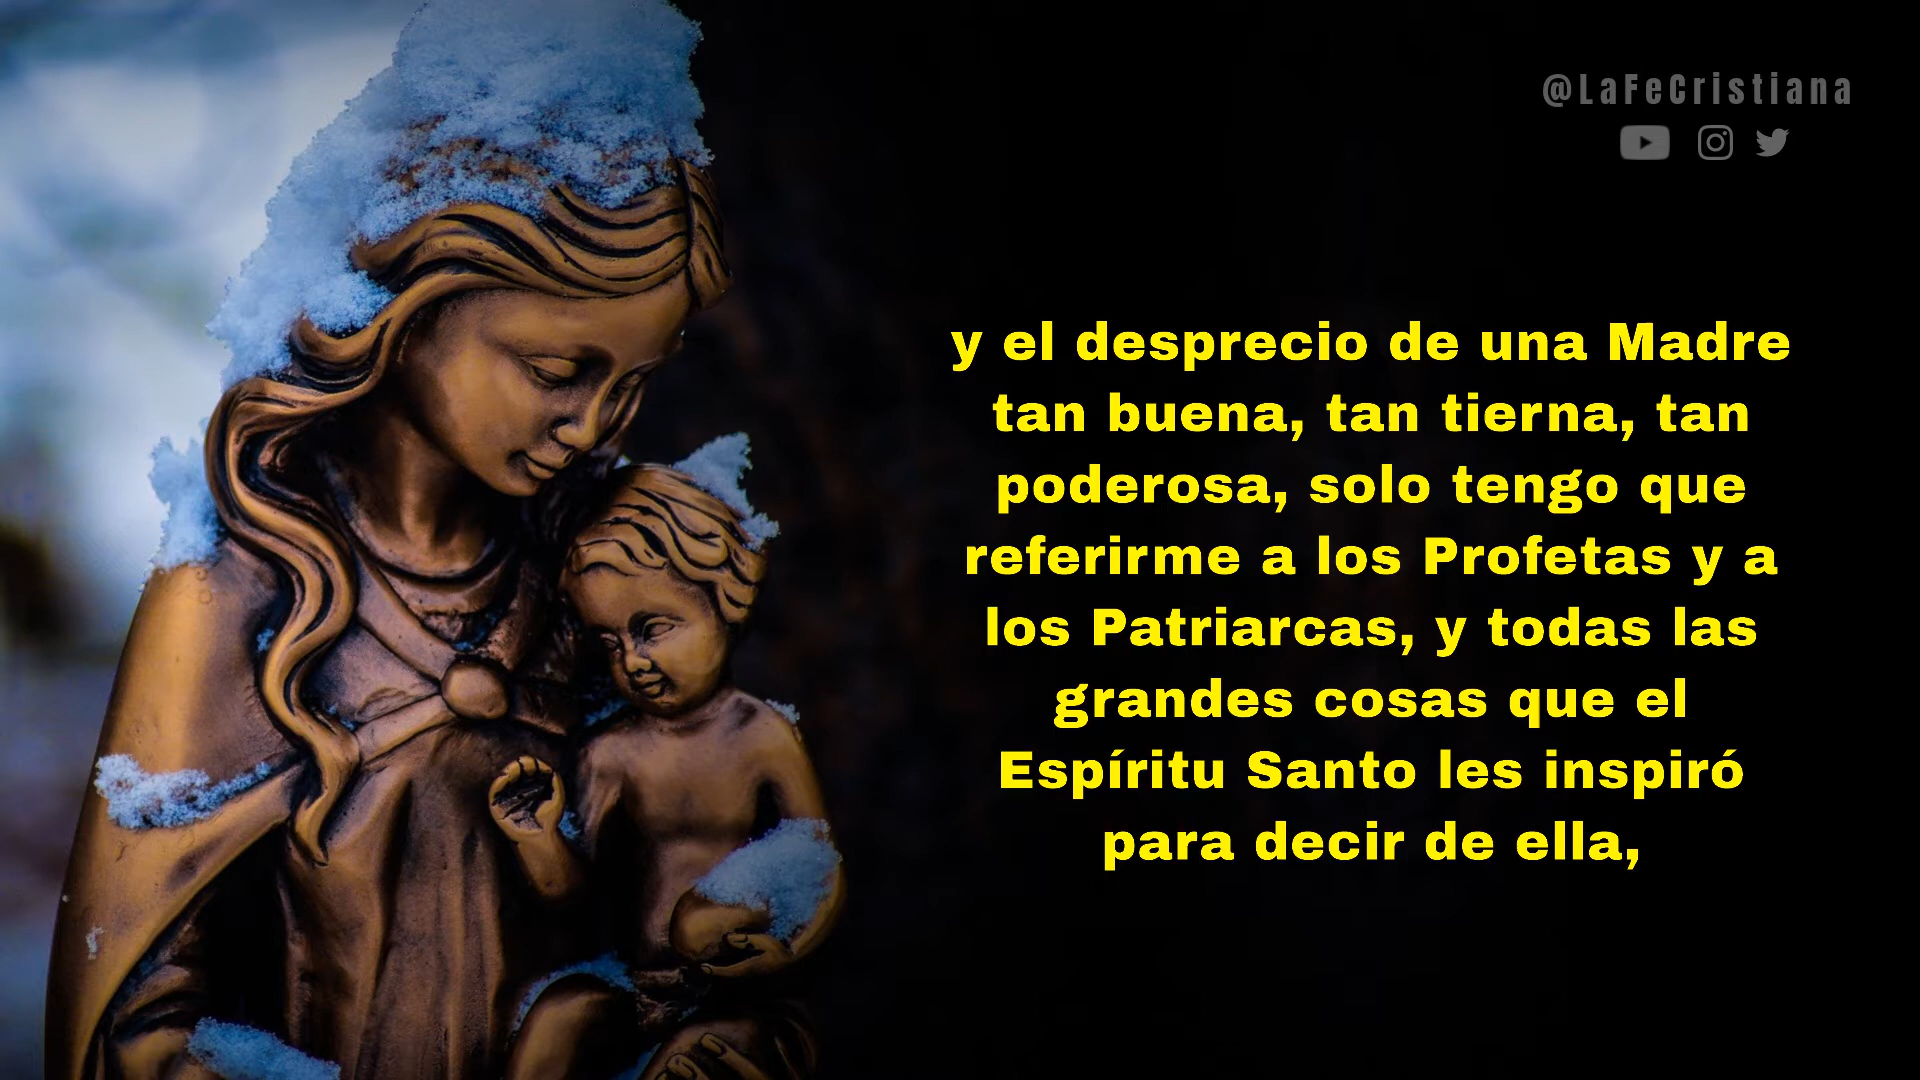 @LaFeCristiana
y el desprecio de una Madre
tan buena, tan tierna, tan
poderosa, solo tengo que
referirme a los Profetas y a
los Patriarcas, y todas las
grandes cosas que el
Espíritu Santo les inspiró
para decir de ella,